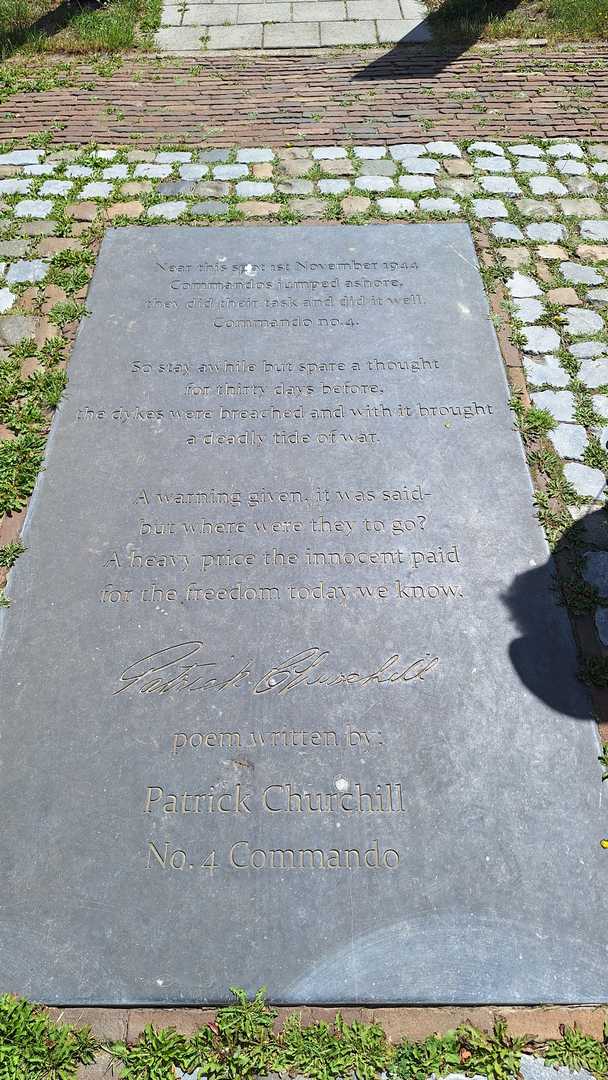 Near this spot 1st November 1944
Commandos jumped ashore,
they did their task and did it well.
Commando no.4.
So stay awhile but spare a thought
for thirty days before,
the dykes were breached and with it brought
a deadly tide of war.
A warning given, it was said-
but where were they to go?
A heavy price the innocent paid
for the freedom today we know.
Patrick Churchill
poem written by:
Patrick Churchill
No. 4 Commando